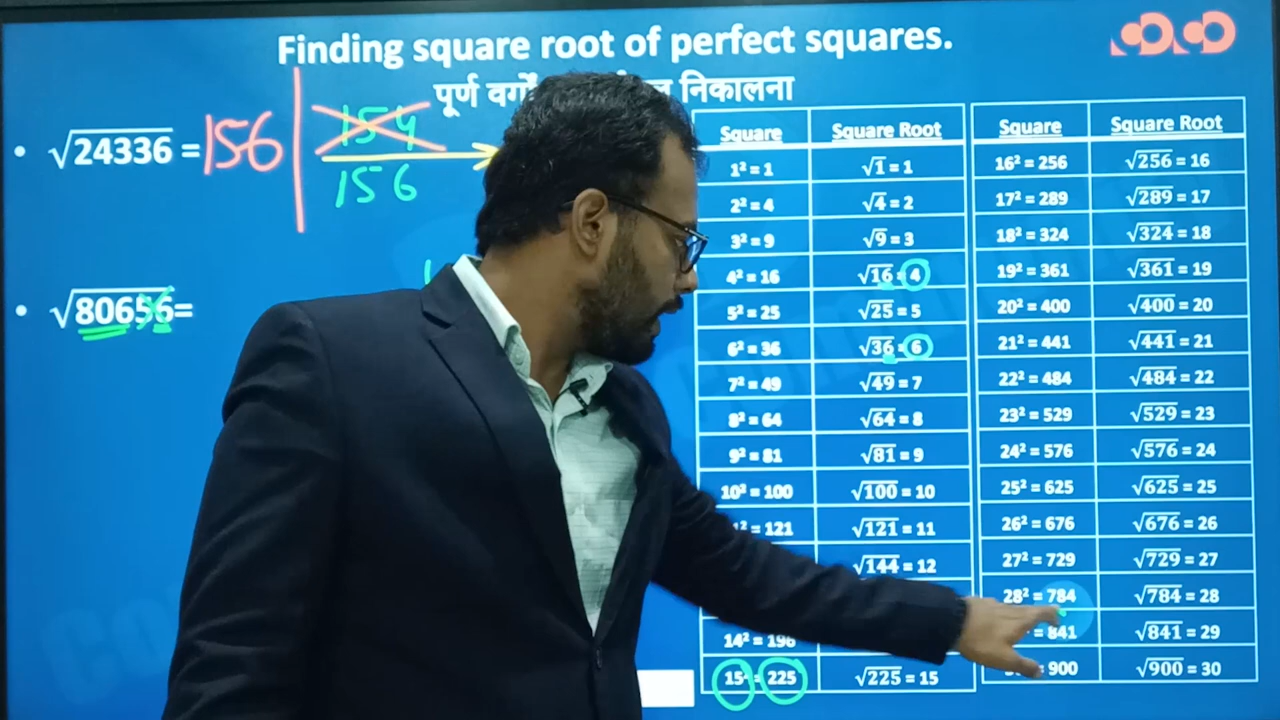 Finding square root of perfect squares.
पूर्ण निकालना
• √24336 = 156
154
156
• √80656=
Square Square Root
1² = 1 √1 = 1
2² = 4 √4 = 2
3² = 9 √9 = 3
4² = 16 √16 = 4
5² = 25 √25 = 5
6² = 36 √36 = 6
7² = 49 √49 = 7
8² = 64 √64 = 8
9² = 81 √81 = 9
10² = 100 √100 = 10
² = 121 √121 = 11
√144 = 12
14² = 196
15² = 225 √225 = 15
Square Square Root
16² = 256 √256 = 16
17² = 289 √289 = 17
18² = 324 √324 = 18
19² = 361 √361 = 19
20² = 400 √400 = 20
21² = 441 √441 = 21
22² = 484 √484 = 22
23² = 529 √529 = 23
24² = 576 √576 = 24
25² = 625 √625 = 25
26² = 676 √676 = 26
27² = 729 √729 = 27
28² = 784 √784 = 28
= 841 √841 = 29
= 900 √900 = 30